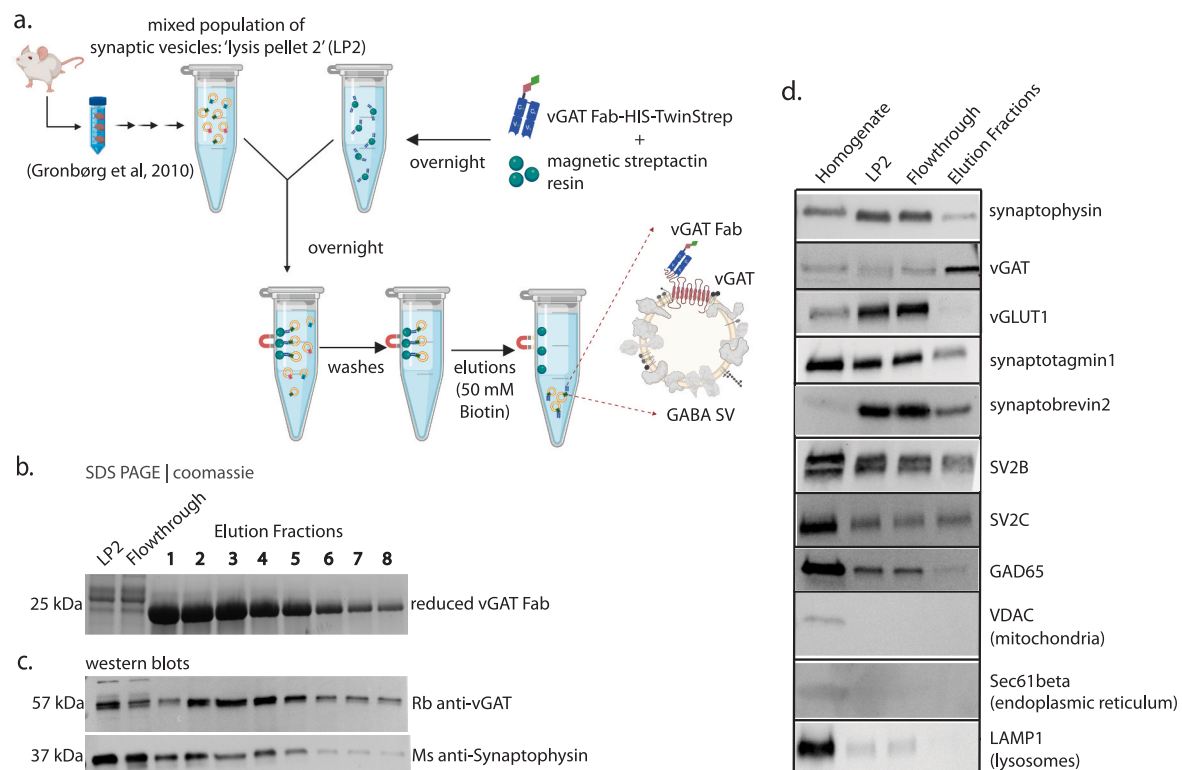 a.
mixed population of
synaptic vesicles: 'lysis pellet 2' (LP2)
(Gronbørg et al, 2010)
vGAT Fab-HIS-TwinStrep
+
magnetic streptactin
resin
overnight
overnight
washes
elutions
(50 mM
Biotin)
vGAT Fab
vGAT
GABA SV
b.
SDS PAGE | coomassie
LP2
Flowthrough
Elution Fractions
1 2 3 4 5 6 7 8
25 kDa
reduced vGAT Fab
c.
western blots
57 kDa
Rb anti-vGAT
37 kDa
Ms anti-Synaptophysin
d.
Homogenate
LP2
Flowthrough
Elution Fractions
synaptophysin
vGAT
vGLUT1
synaptotagmin1
synaptobrevin2
SV2B
SV2C
GAD65
VDAC
(mitochondria)
Sec61beta
(endoplasmic reticulum)
LAMP1
(lysosomes)